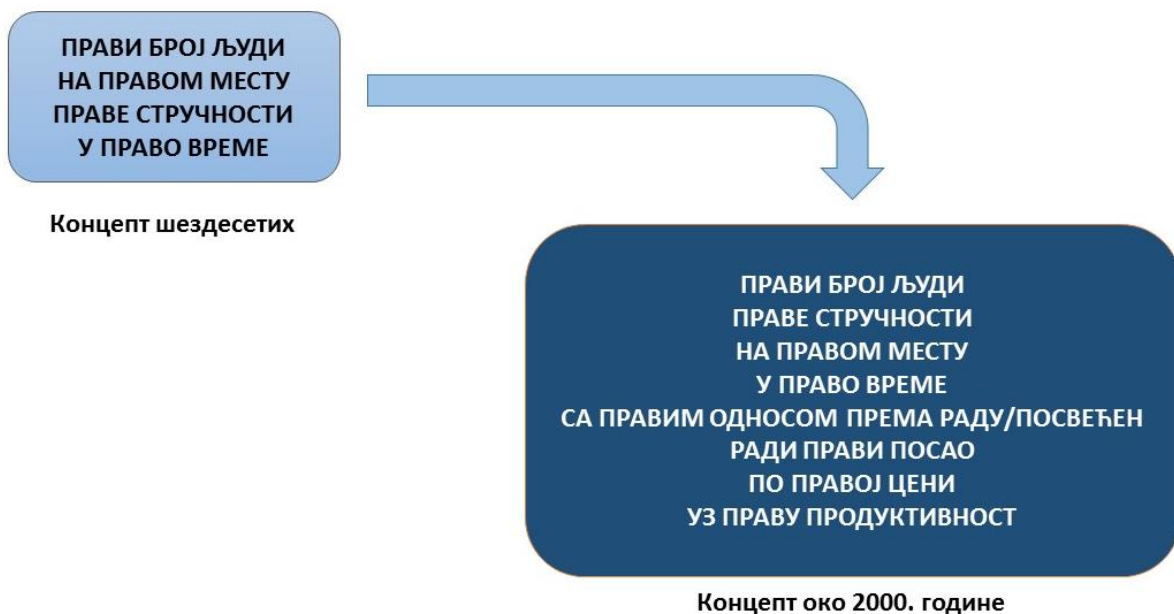 ПРАВИ БРОЈ ЉУДИ
НА ПРАВОМ МЕСТУ
ПРАВЕ СТРУЧНОСТИ
У ПРАВО ВРЕМЕ
Концепт шездесетих
ПРАВИ БРОЈ ЉУДИ
ПРАВЕ СТРУЧНОСТИ
НА ПРАВОМ МЕСТУ
У ПРАВО ВРЕМЕ
СА ПРАВИМ ОДНОСОМ ПРЕМА РАДУ/ПОСВЕЋЕН
РАДИ ПРАВИ ПОСАО
ПО ПРАВОЈ ЦЕНИ
УЗ ПРАВУ ПРОДУКТИВНОСТ
Концепт око 2000. године